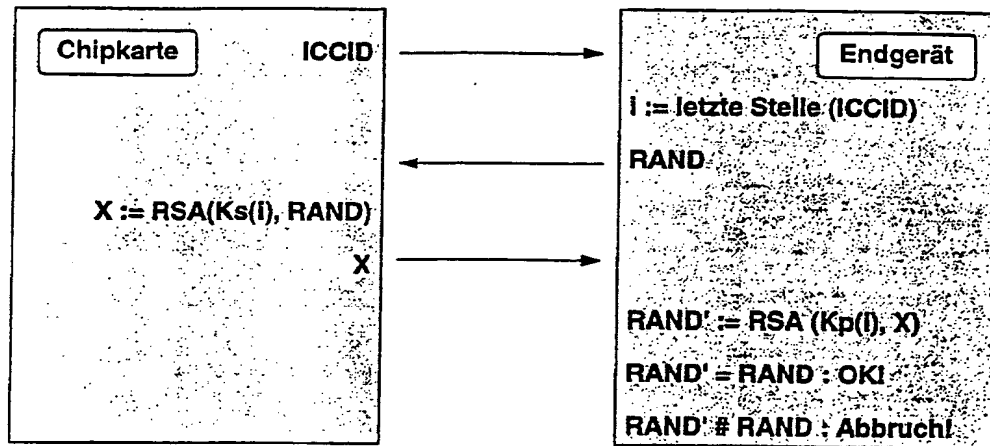 Chipkarte
ICCID
Endgerät
i := letzte Stelle (ICCID)
RAND
X := RSA(Ks(i), RAND)
X
RAND' := RSA (Kp(i), X)
RAND' = RAND : OK!
RAND' # RAND : Abbruch!